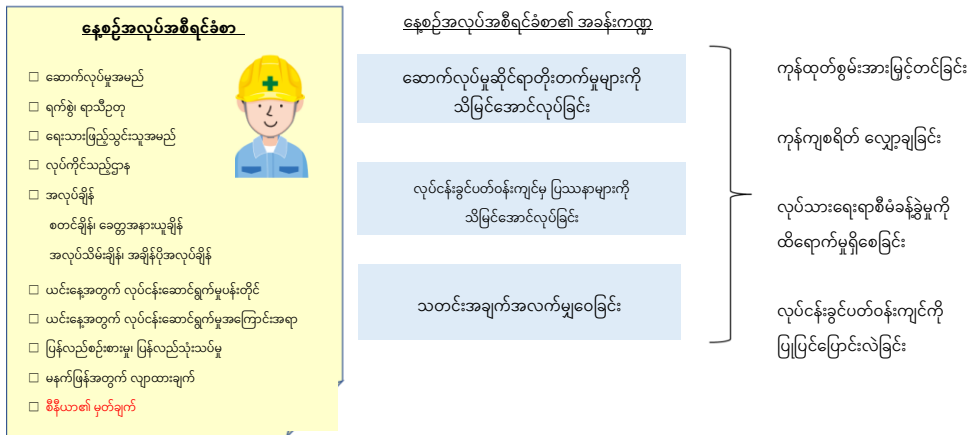 နေ့စဉ်အလုပ်အစီရင်ခံစာ
□ ဆောက်လုပ်မှုအမည်
□ ရက်စွဲ၊ ရာသီဥတု
□ ရေးသားဖြည့်သွင်းသူအမည်
□ လုပ်ကိုင်သည့်ဌာန
□ အလုပ်ချိန်
စတင်ချိန်၊ ခေတ္တအနားယူချိန်
အလုပ်သိမ်းချိန်၊ အချိန်ပိုအလုပ်ချိန်
□ ယင်းနေ့အတွက် လုပ်ငန်းဆောင်ရွက်မှုပန်းတိုင်
□ ယင်းနေ့အတွက် လုပ်ငန်းဆောင်ရွက်မှုအကြောင်းအရာ
□ ပြန်လည်စဉ်းစားမှု၊ ပြန်လည်သုံးသပ်မှု
□ မနက်ဖြန်အတွက် လျာထားချက်
□ စီနီယာ၏ မှတ်ချက်
နေ့စဉ်အလုပ်အစီရင်ခံစာ၏ အခန်းကဏ္ဍ
ဆောက်လုပ်မှုဆိုင်ရာတိုးတက်မှုများကို
သိမြင်အောင်လုပ်ခြင်း
လုပ်ငန်းခွင်ပတ်ဝန်းကျင်မှ ပြဿနာများကို
သိမြင်အောင်လုပ်ခြင်း
သတင်းအချက်အလက်မျှဝေခြင်း
ကုန်ထုတ်စွမ်းအားမြှင့်တင်ခြင်း
ကုန်ကျစရိတ် လျှော့ချခြင်း
လုပ်သားရေးရာစီမံခန့်ခွဲမှုကို
ထိရောက်မှုရှိစေခြင်း
လုပ်ငန်းခွင်ပတ်ဝန်းကျင်ကို
ပြုပြင်ပြောင်းလဲခြင်း